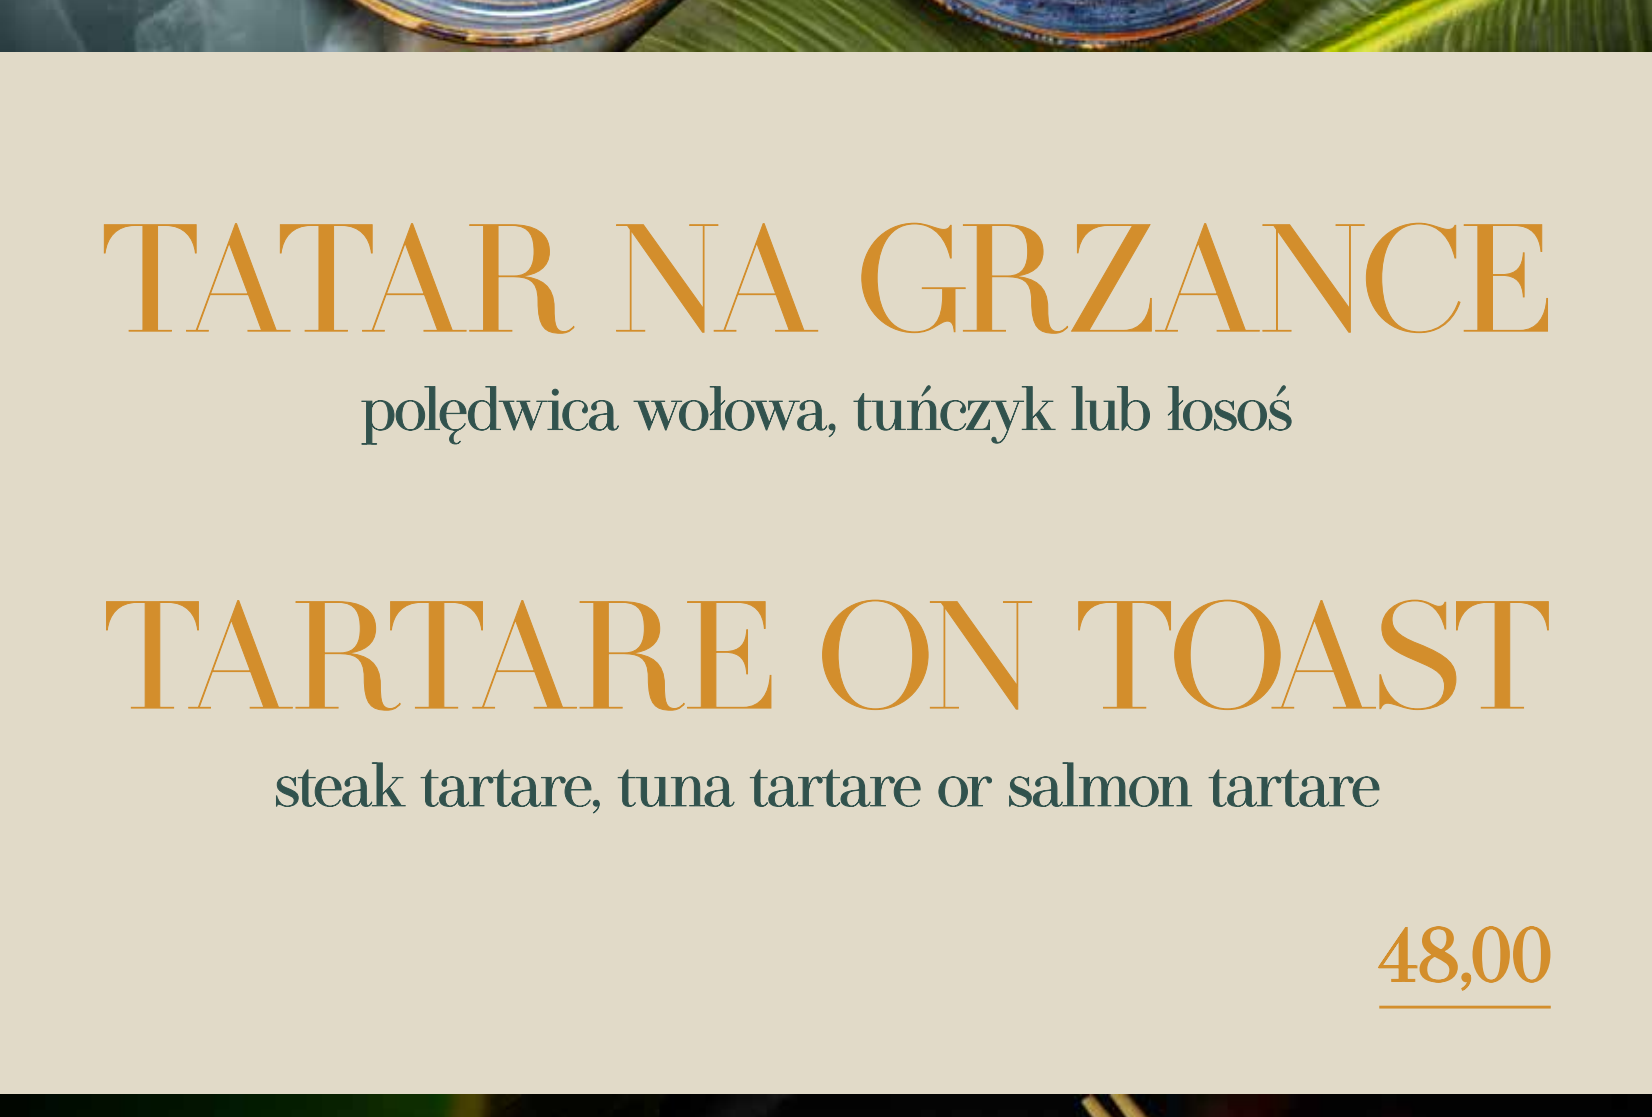 TATAR NA GRZANCE
polędwica wołowa, tuńczyk lub łosoś
TARTARE ON TOAST
steak tartare, tuna tartare or salmon tartare
48,00